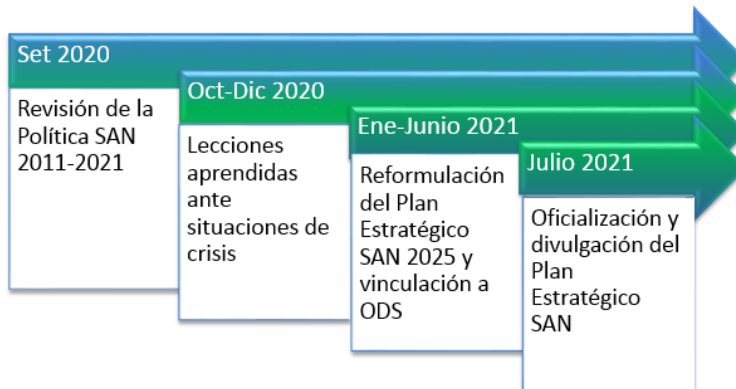 Set 2020
Revisión de la
Política SAN
2011-2021
Oct-Dic 2020
Lecciones
aprendidas
ante
situaciones de
crisis
Ene-Junio 2021
Reformulación
del Plan
Estratégico
SAN 2025 y
vinculación a
ODS
Julio 2021
Oficialización y
divulgación del
Plan
Estratégico
SAN